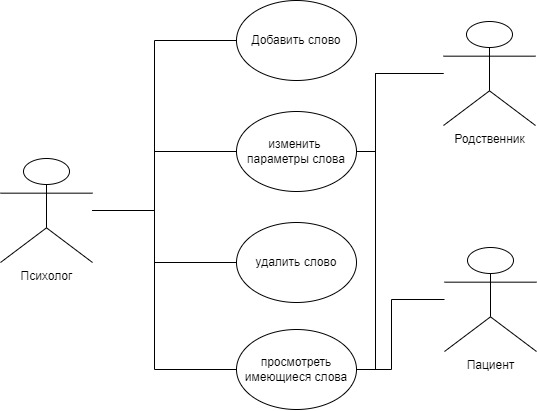 Добавить слово
Родственник
изменить
параметры слова
Психолог
удалить слово
Пациент
просмотреть
имеющиеся слова